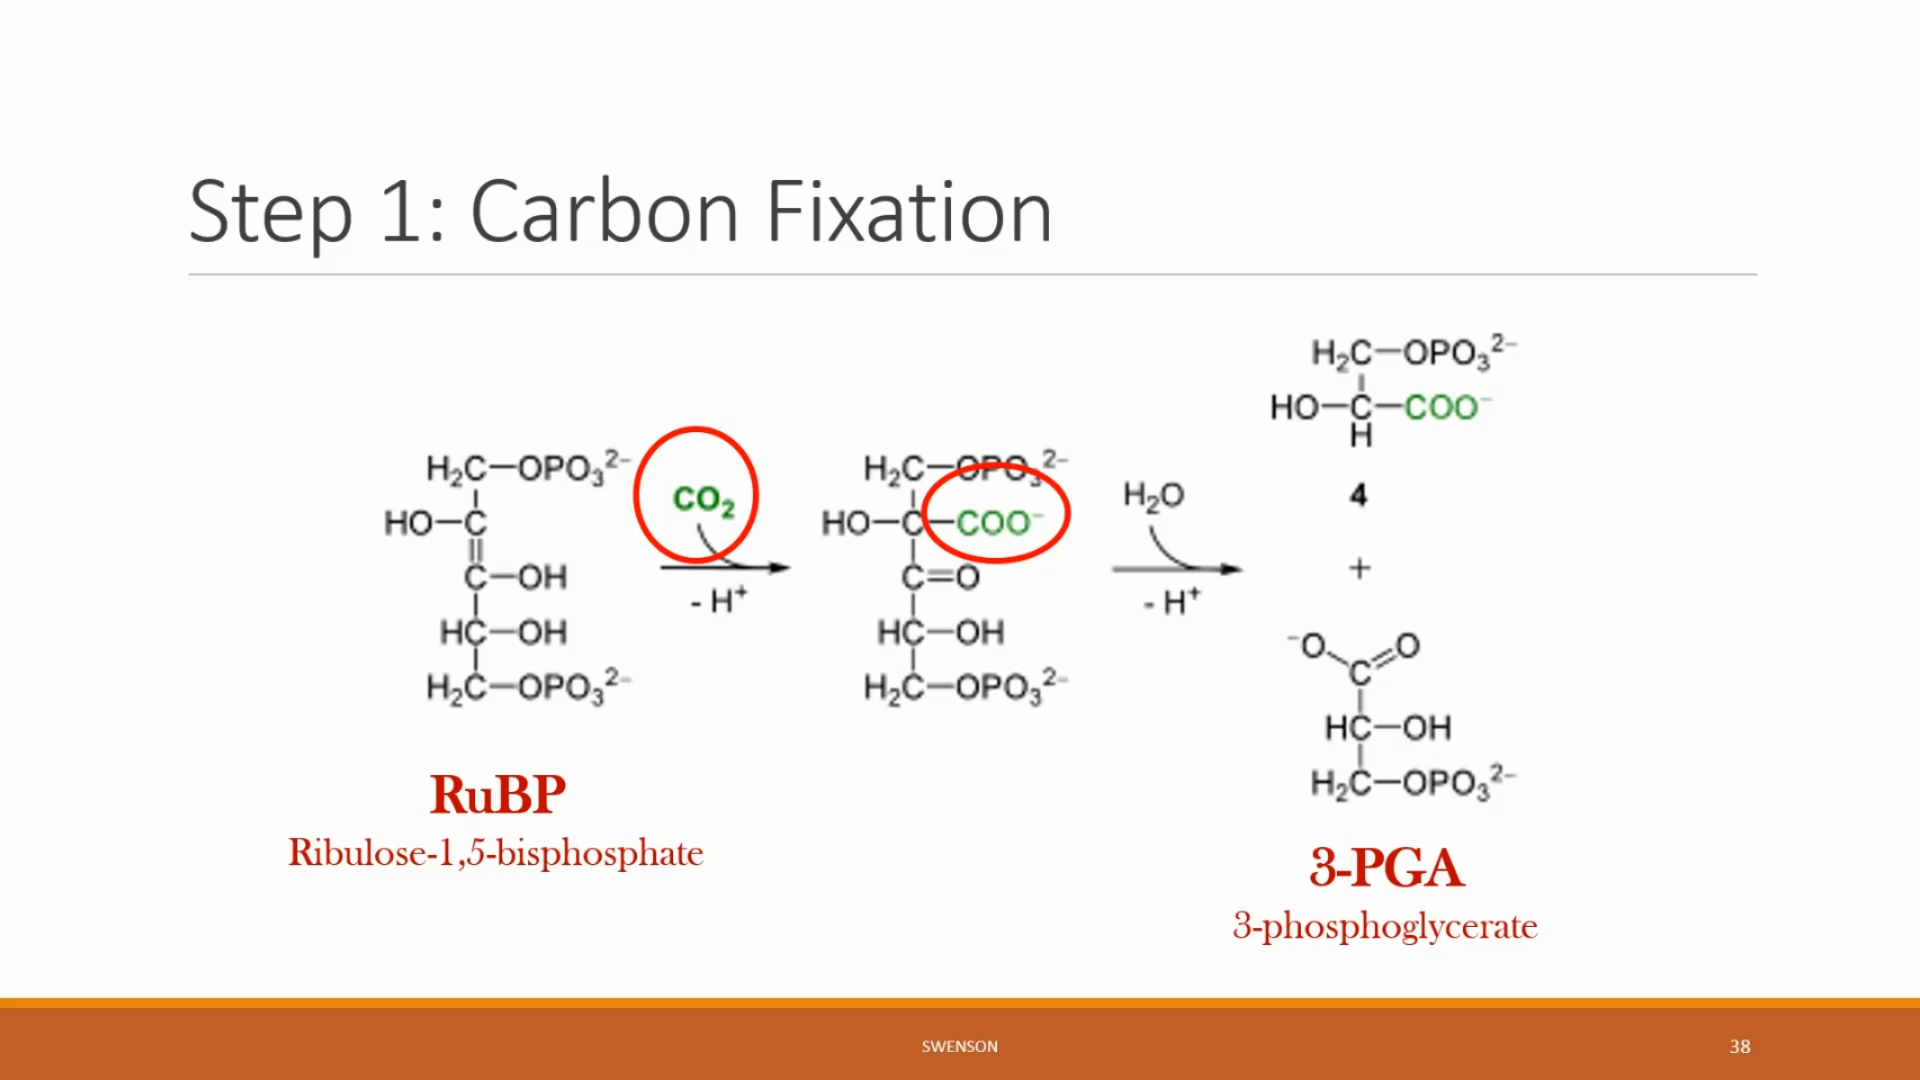 Step 1: Carbon Fixation
H₂C—OPO₃²⁻
HO—C
C—OH
HC—OH
H₂C—OPO₃²⁻
CO₂
- H⁺
H₂C—OPO₃²⁻
HO—C—COO⁻
C=O
HC—OH
H₂C—OPO₃²⁻
H₂O
- H⁺
H₂C—OPO₃²⁻
HO—C—COO⁻
H
4
+
⁻O C O
HC—OH
H₂C—OPO₃²⁻
RuBP
Ribulose-1,5-bisphosphate
3-PGA
3-phosphoglycerate
SWENSON
38